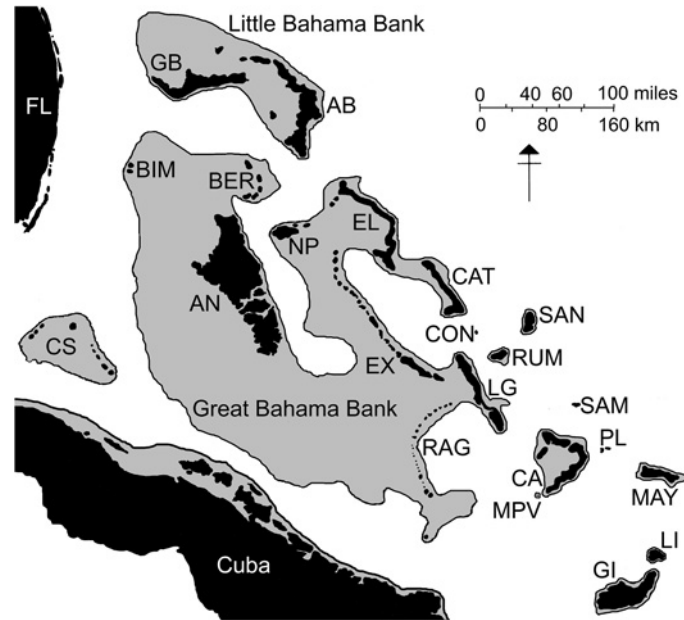 Little Bahama Bank
GB
FL
AB
40 60 100 miles
0
0 80 160 km
BIM
BER
EL
NP
CAT
AN
SAN
CON
CS
RUM
EX
LG
Great Bahama Bank
SAM
RAG
PL
CA
MAY
MPV
LI
Cuba
GI